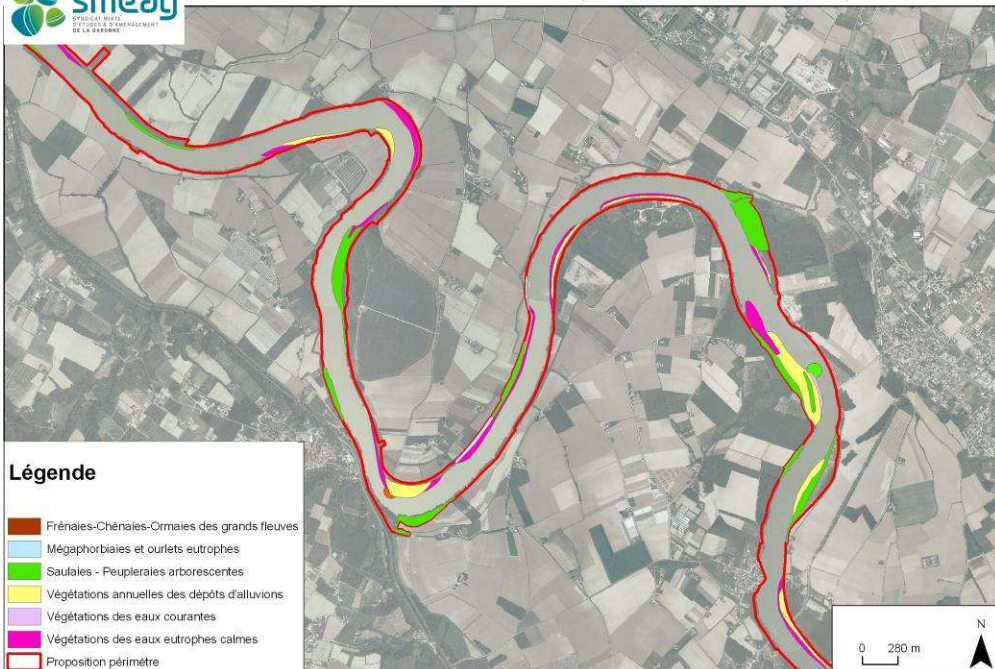 smeag
SYNDICAT MIXTE
D'ETUDES & D'AMENAGEMENT
DE LA GARONNE
Légende
Frênaies-Chênaies-Ormaies des grands fleuves
Mégaphorbiaies et ourlets eutrophes
Saulaies - Peupleraies arborescentes
Végétations annuelles des dépôts d'alluvions
Végétations des eaux courantes
Végétations des eaux eutrophes calmes
Proposition périmètre
N
0 280 m